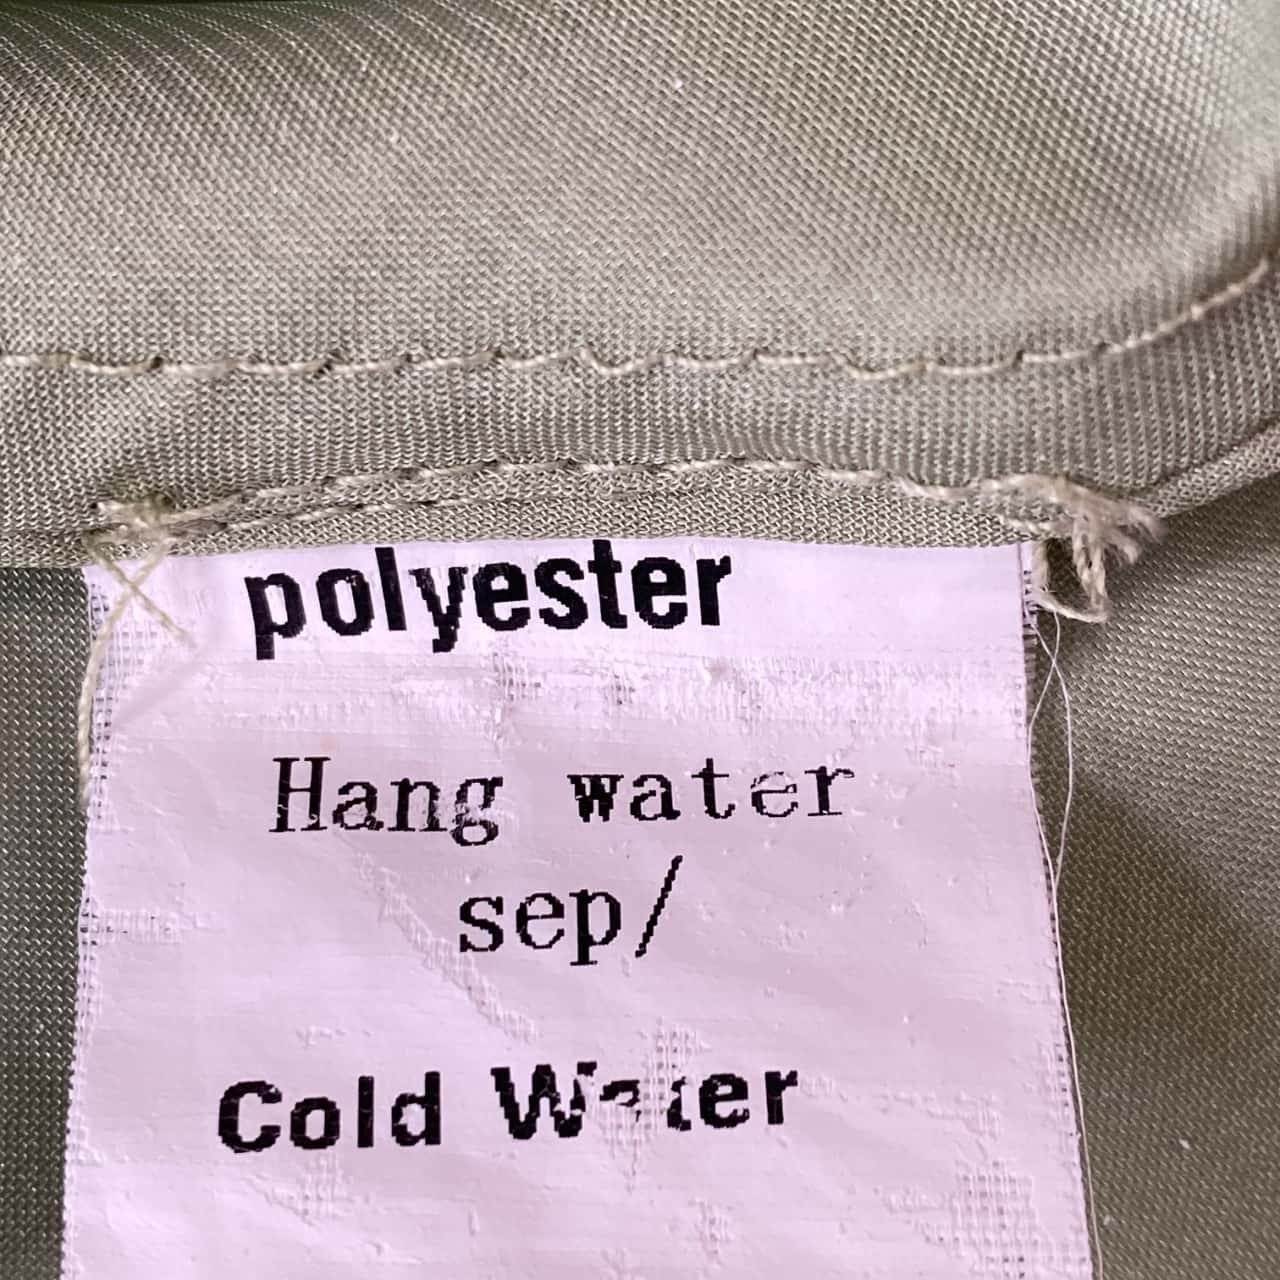 polyester
Hang water
sep/
Cold Water